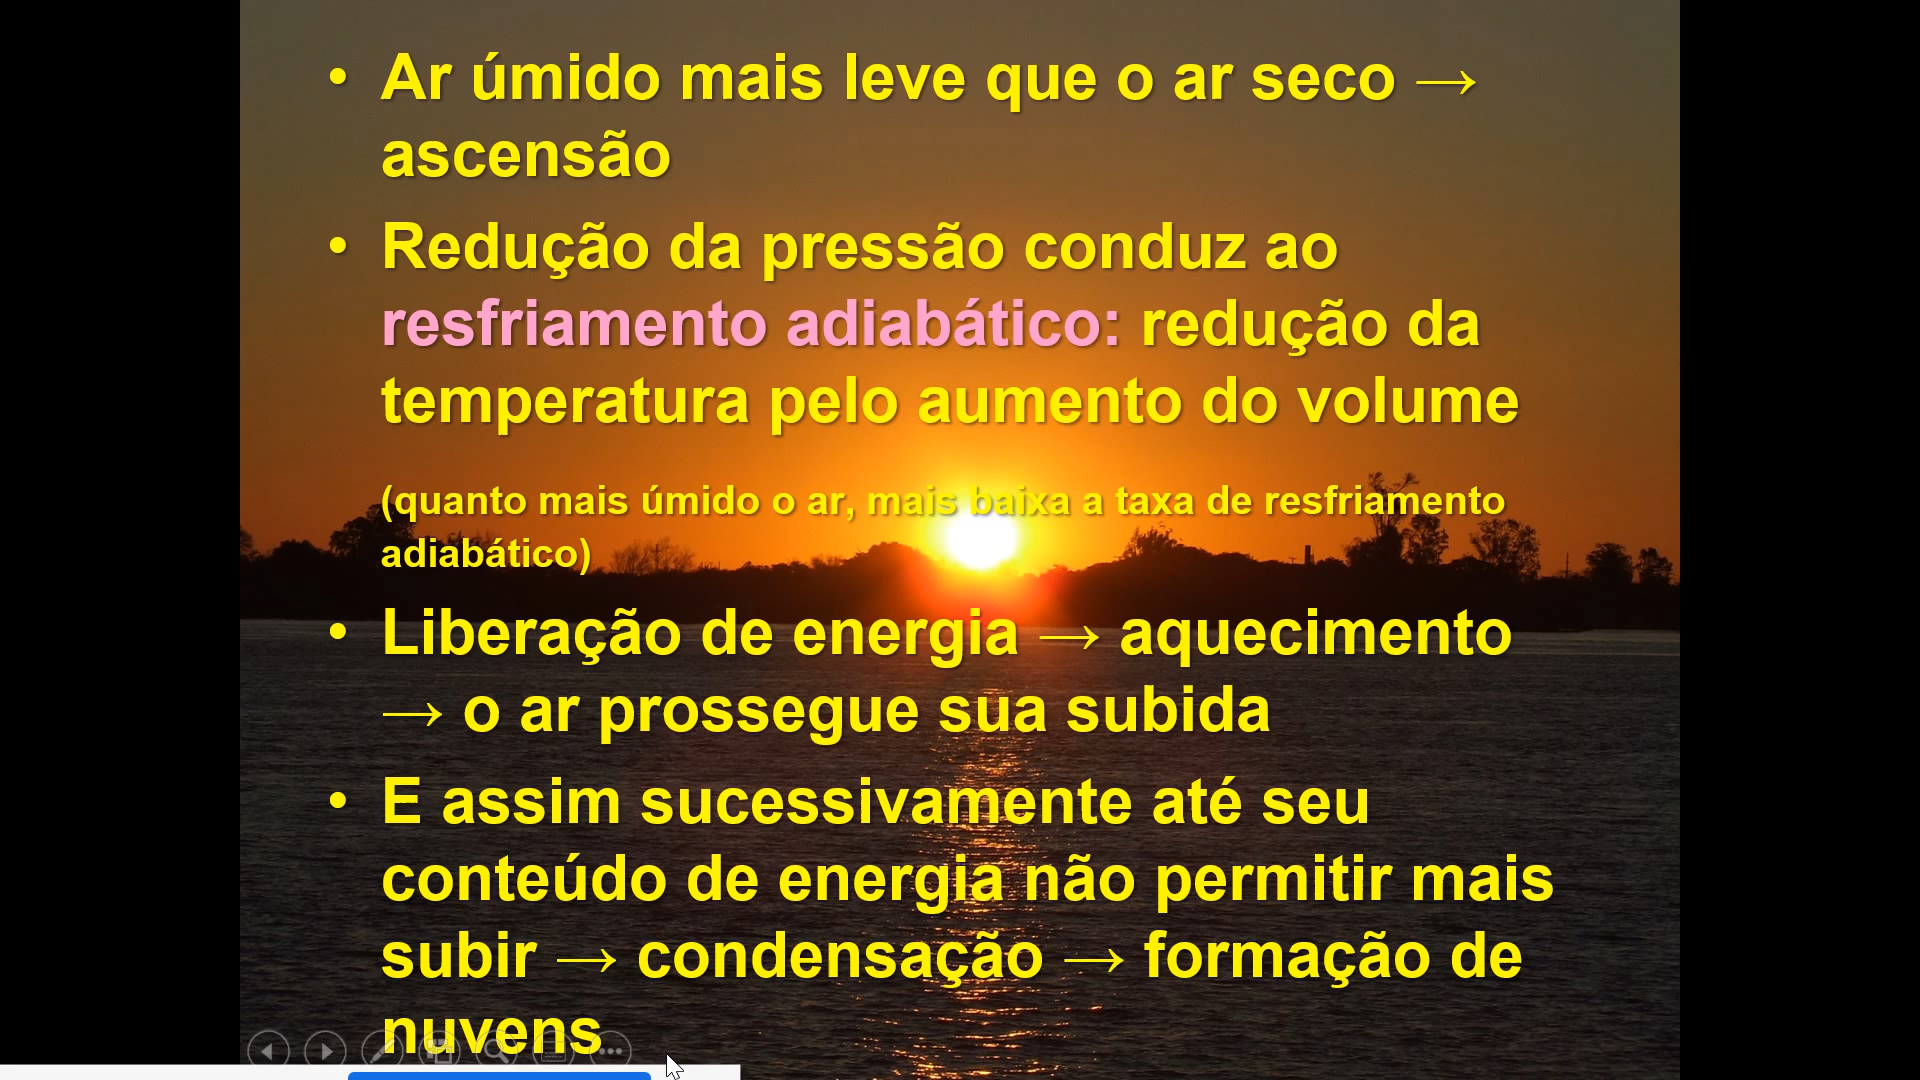 • Ar úmido mais leve que o ar seco →
ascensão
• Redução da pressão conduz ao
resfriamento adiabático: redução da
temperatura pelo aumento do volume
(quanto mais úmido o ar, mais baixa a taxa de resfriamento
adiabático)
• Liberação de energia → aquecimento
→ o ar prossegue sua subida
• E assim sucessivamente até seu
conteúdo de energia não permitir mais
subir → condensação → formação de
nuvens